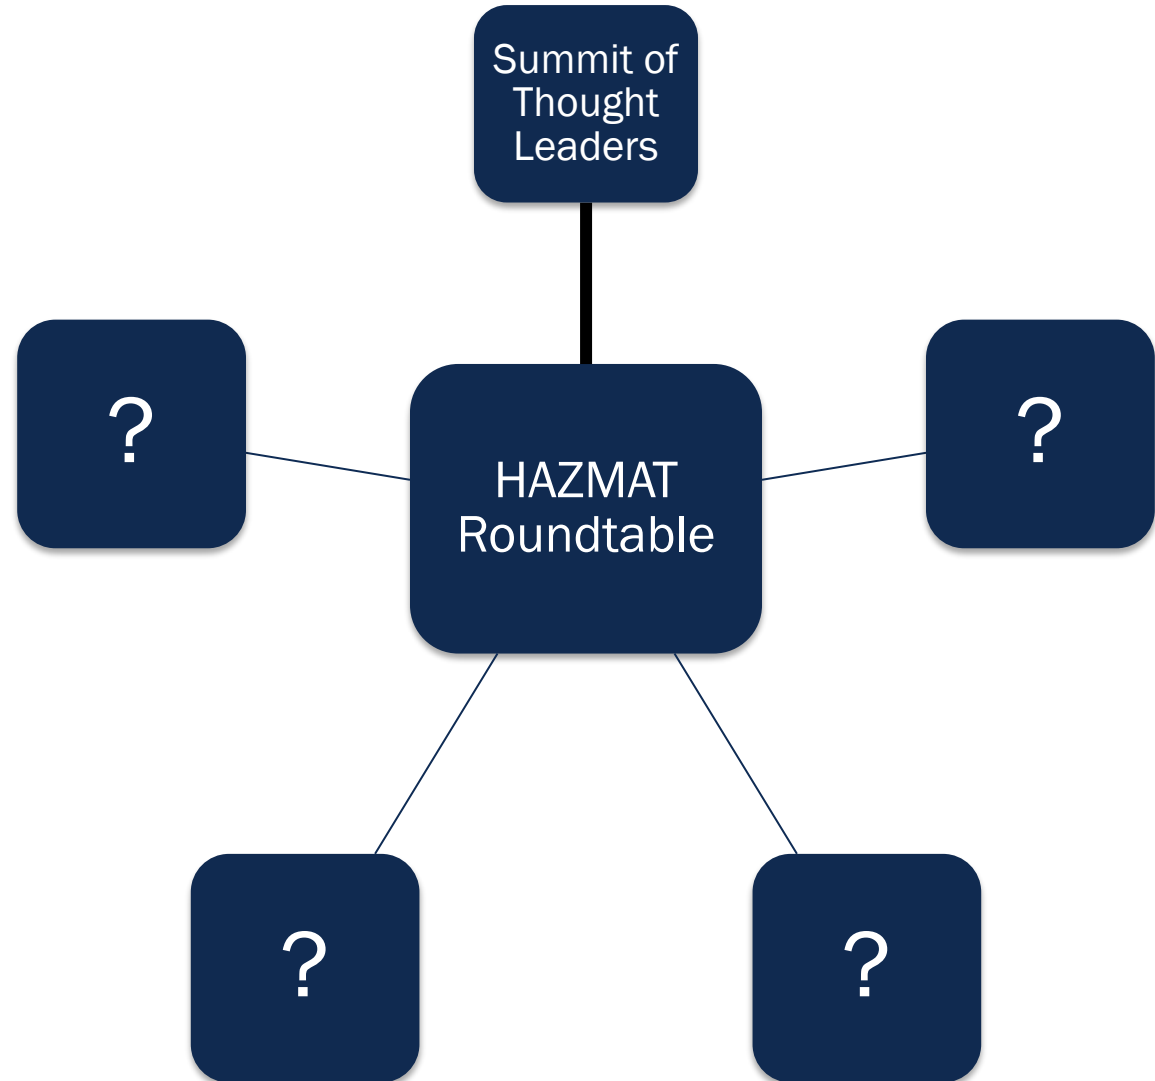 Summit of
Thought
Leaders
?
?
HAZMAT
Roundtable
?
?